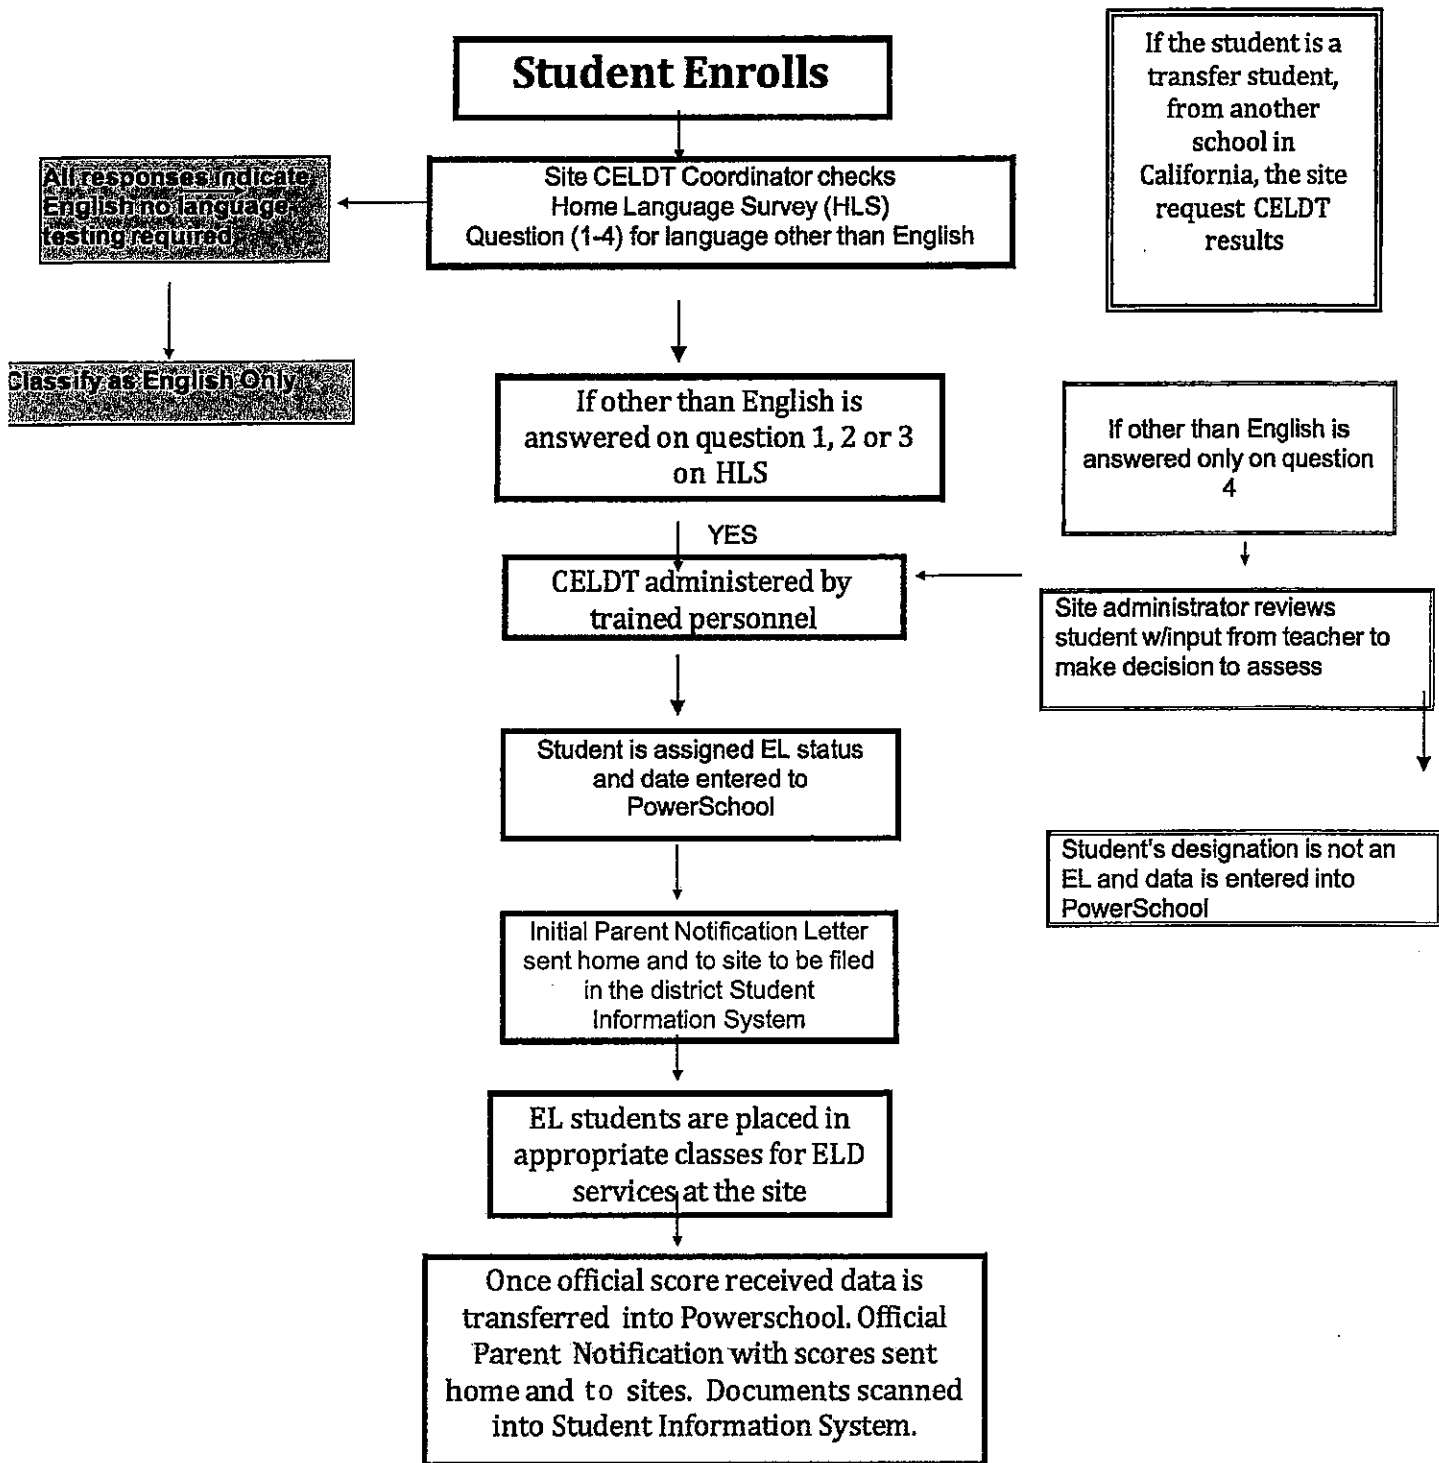 Student Enrolls
If the student is a
transfer student,
from another
school in
California, the site
request CELDT
results
All responses indicate
English no language
testing required
Site CELDT Coordinator checks
Home Language Survey (HLS)
Question (1-4) for language other than English
Classify as English Only
If other than English is
answered on question 1, 2 or 3
on HLS
If other than English is
answered only on question
4
YES
CELDT administered by
trained personnel
Site administrator reviews
student w/input from teacher to
make decision to assess
Student is assigned EL status
and date entered to
PowerSchool
Student's designation is not an
EL and data is entered into
PowerSchool
Initial Parent Notification Letter
sent home and to site to be filed
in the district Student
Information System
EL students are placed in
appropriate classes for ELD
services at the site
Once official score received data is
transferred into Powerschool. Official
Parent Notification with scores sent
home and to sites. Documents scanned
into Student Information System.